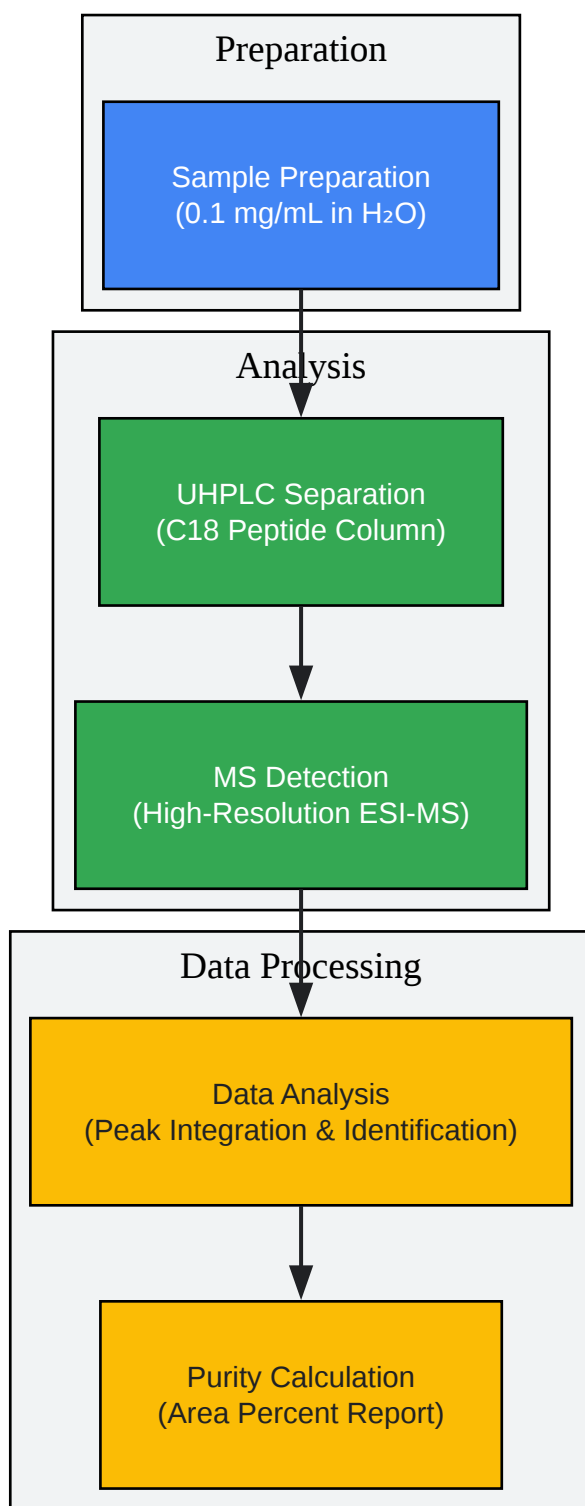 Preparation
Sample Preparation
(0.1 mg/mL in H₂O)
Analysis
UHPLC Separation
(C18 Peptide Column)
MS Detection
(High-Resolution ESI-MS)
Data Processing
Data Analysis
(Peak Integration & Identification)
Purity Calculation
(Area Percent Report)